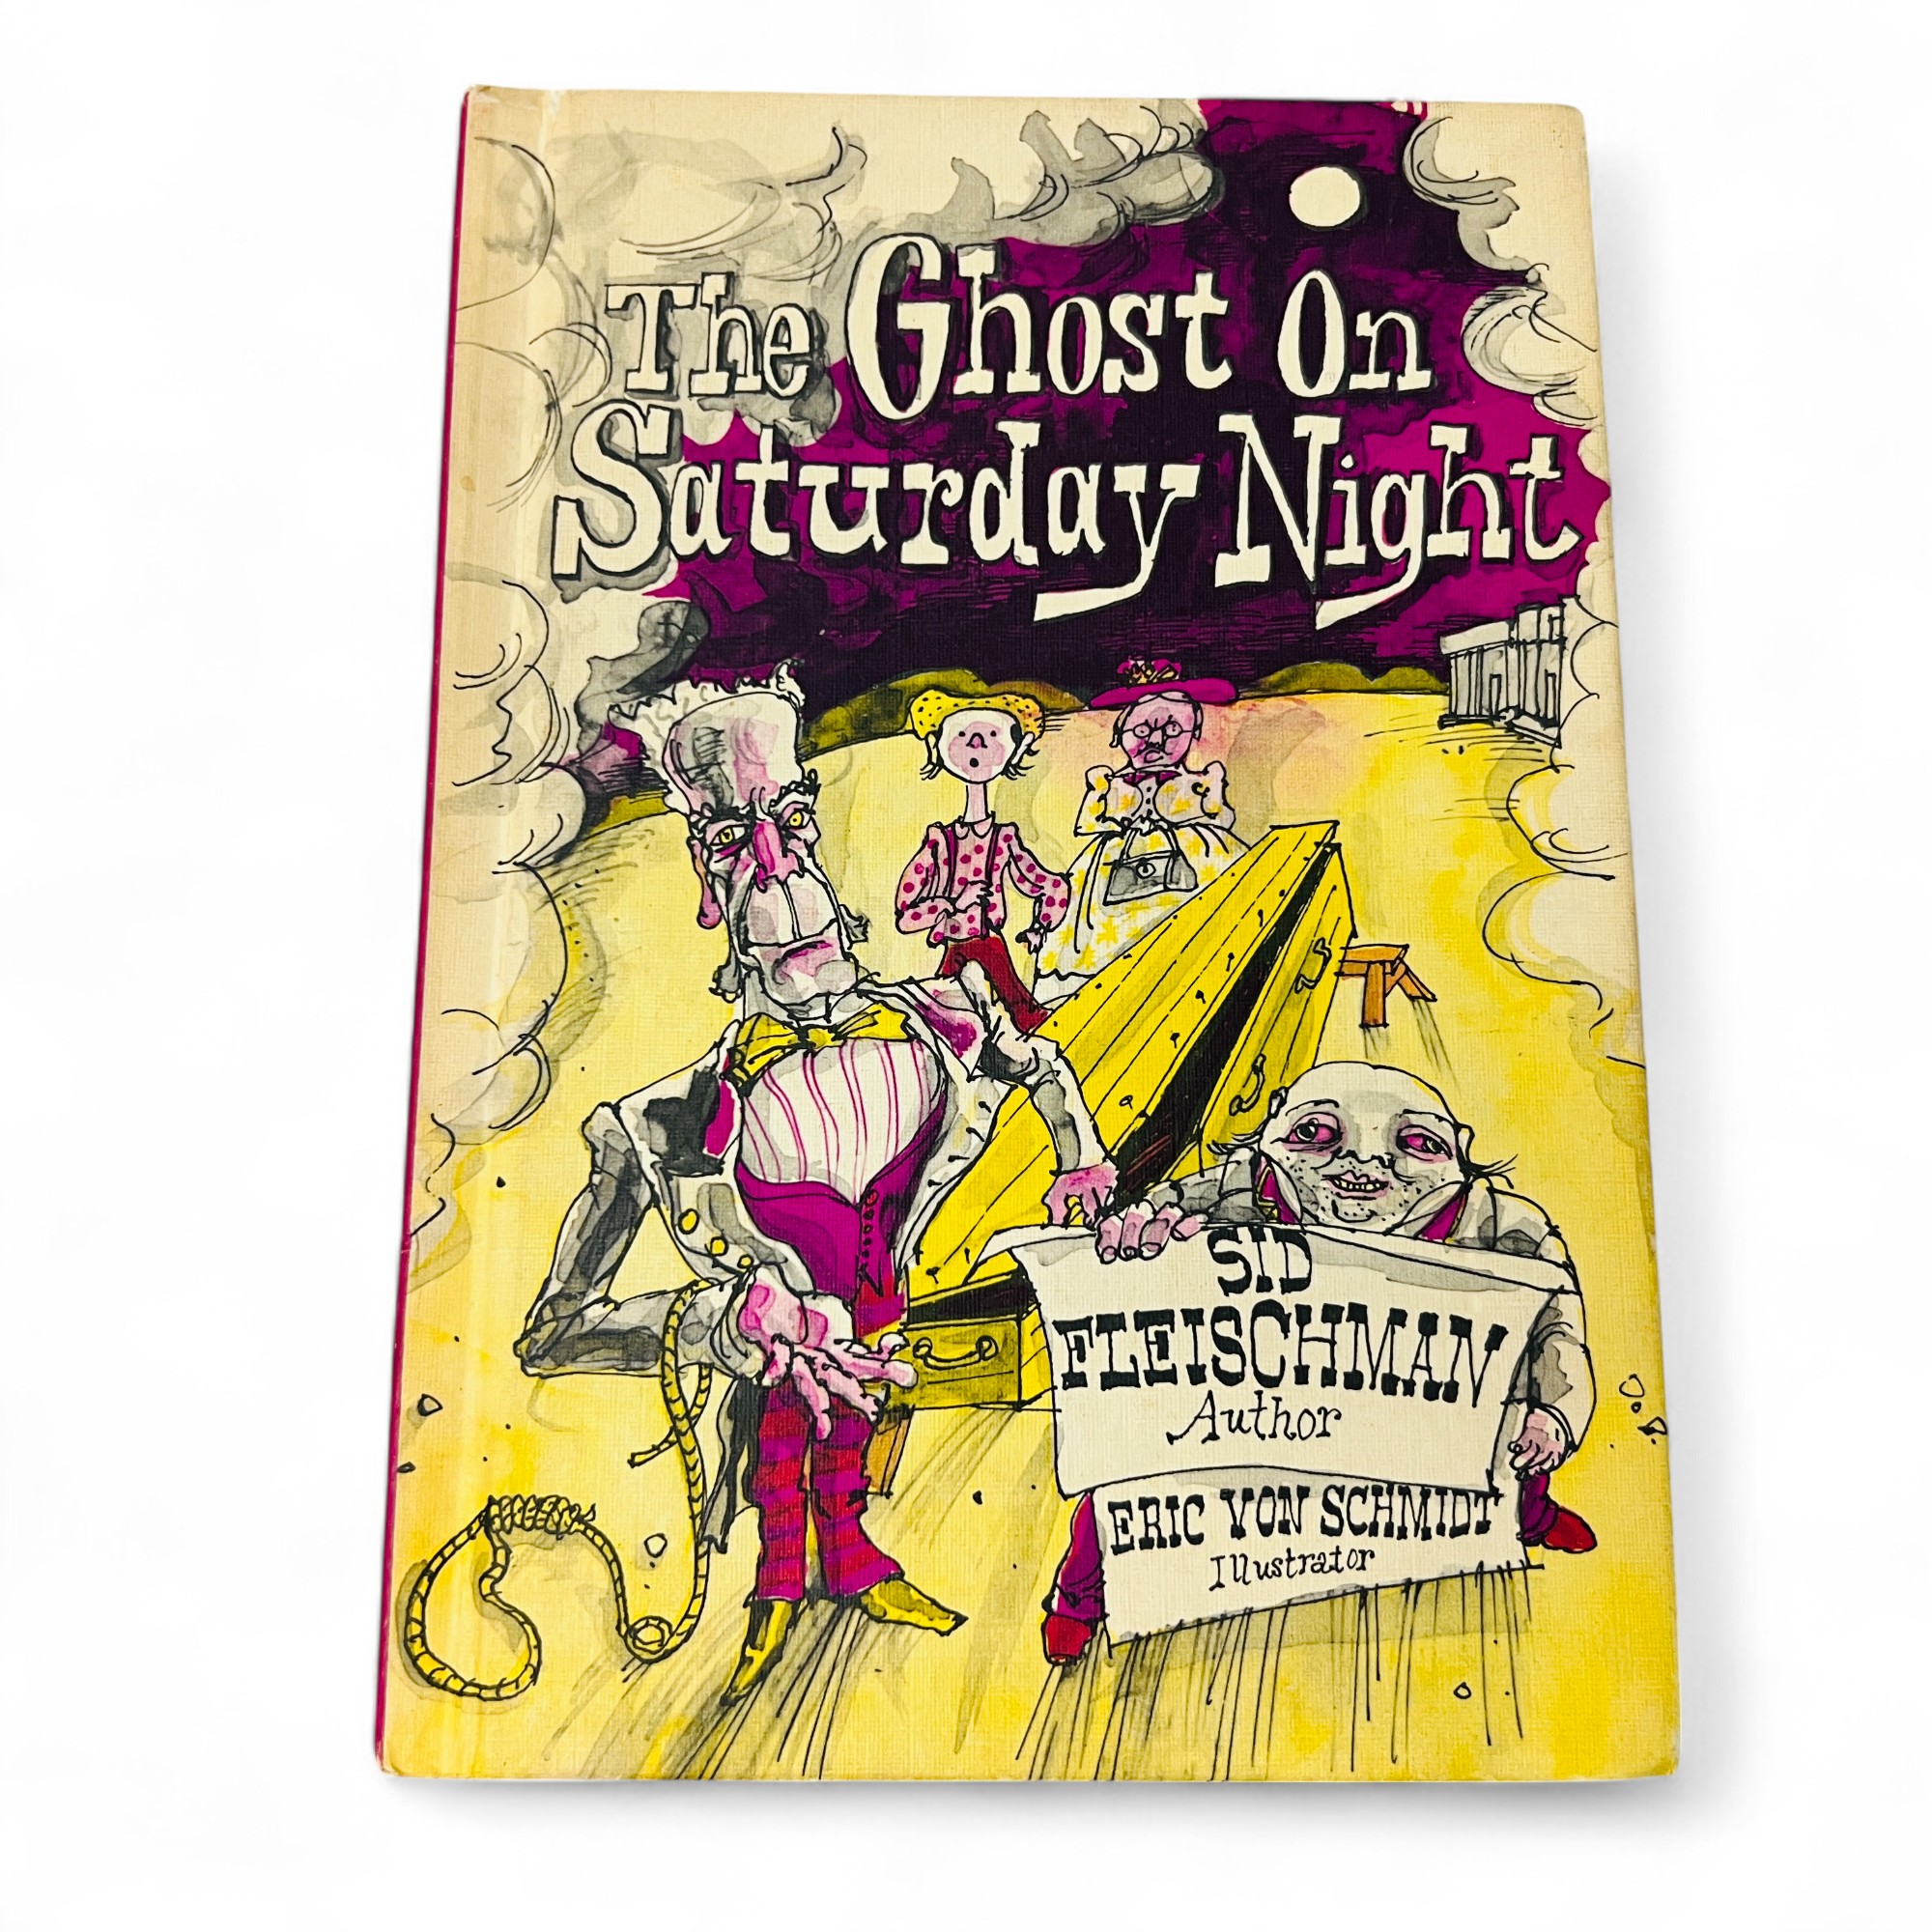 The Ghost On
Saturday Night
SID
FLEISCHMAN
Author
ERIC VON SCHMIDT
Illustrator